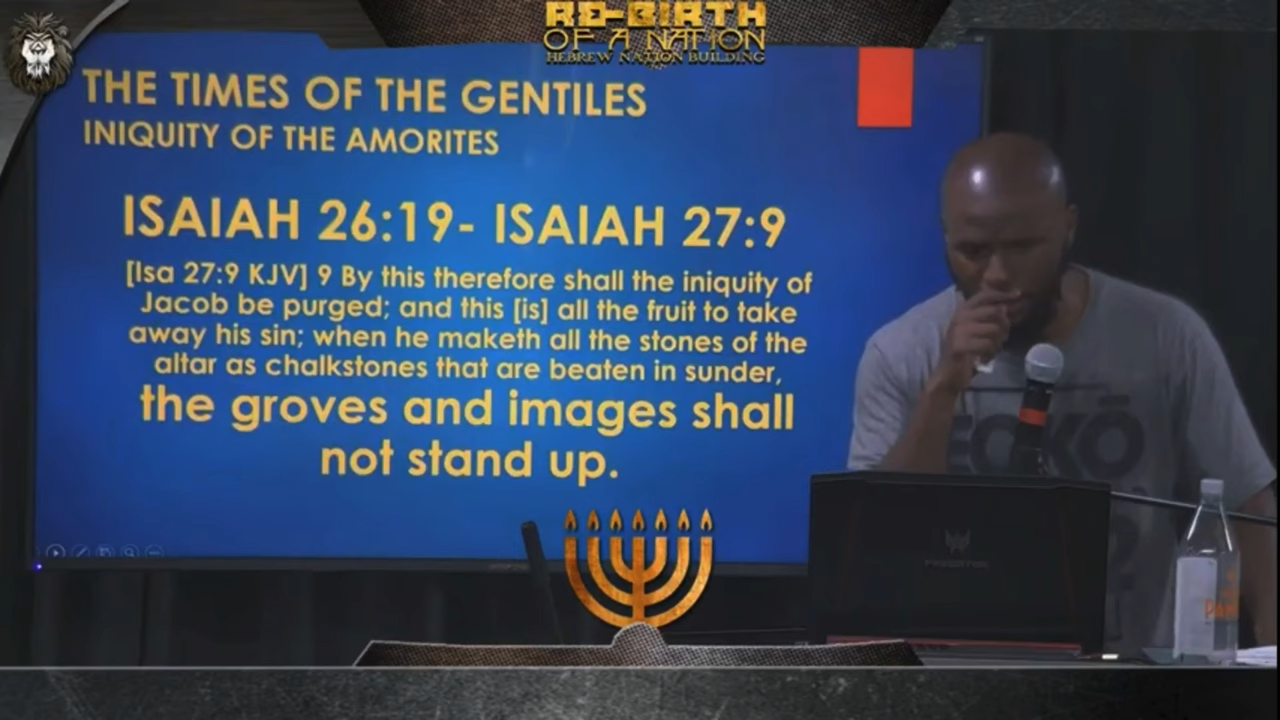 RE-BIRTH
OF A NATION
HEBREW NATION BUILDING
THE TIMES OF THE GENTILES
INIQUITY OF THE AMORITES
ISAIAH 26:19- ISAIAH 27:9
[Isa 27:9 KJV] 9 By this therefore shall the iniquity of
Jacob be purged; and this [is] all the fruit to take
away his sin; when he maketh all the stones of the
altar as chalkstones that are beaten in sunder,
the groves and images shall
not stand up.
ECKŌ